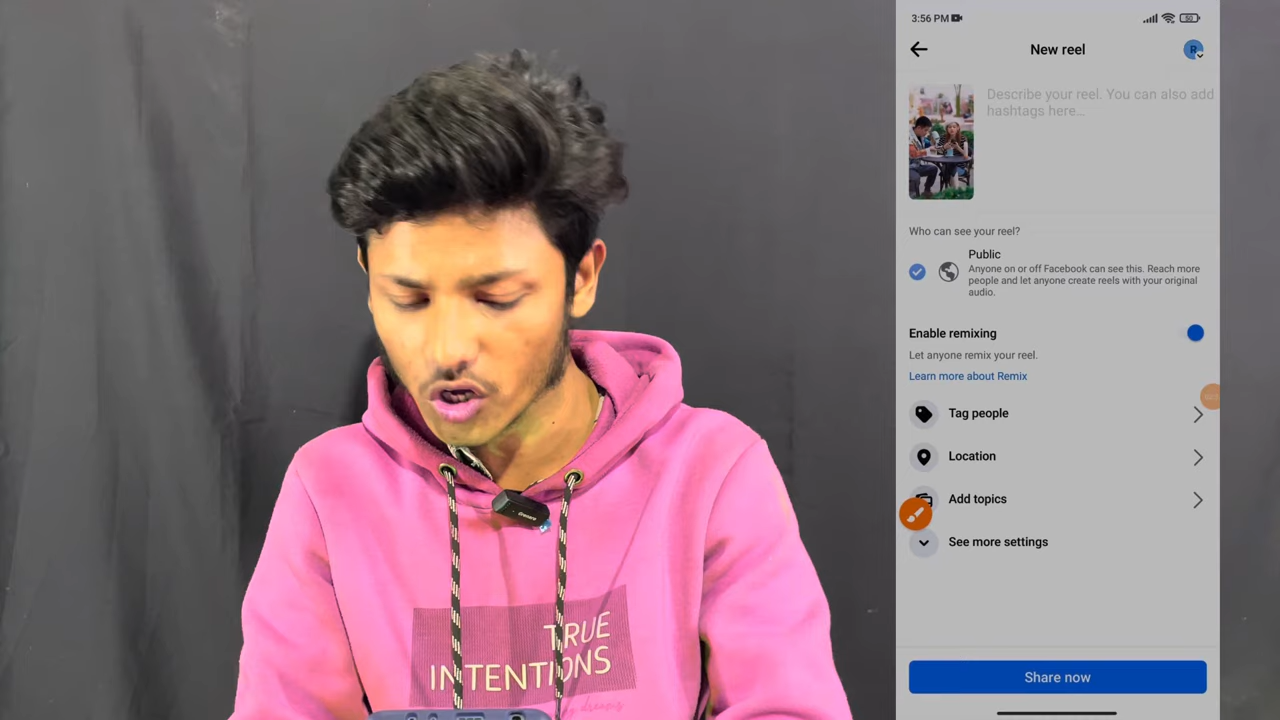 3:56 PM
50
New reel
R
Describe your reel. You can also add
hashtags here...
Who can see your reel?
Public
Anyone on or off Facebook can see this. Reach more
people and let anyone create reels with your original
audio.
Enable remixing
Let anyone remix your reel.
Learn more about Remix
Tag people
Location
Add topics
See more settings
Share now
TRUE
INTENTIONS
dreams